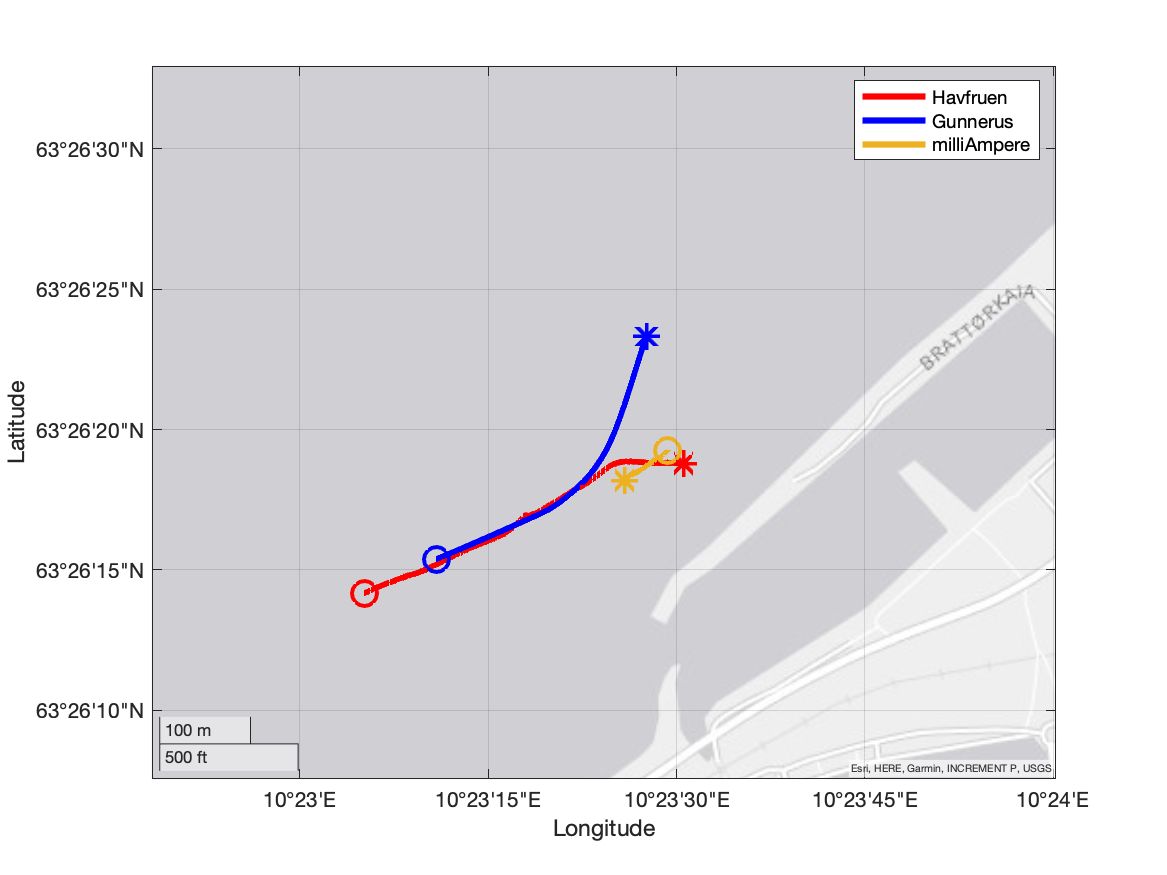 Havfruen
Gunnerus
milliAmpere
63°26'30"N
63°26'25"N
63°26'20"N
63°26'15"N
63°26'10"N
Latitude
BRATTØRKAIA
100 m
500 ft
Esri, HERE, Garmin, INCREMENT P, USGS
10°23'E
10°23'15"E
10°23'30"E
10°23'45"E
10°24'E
Longitude